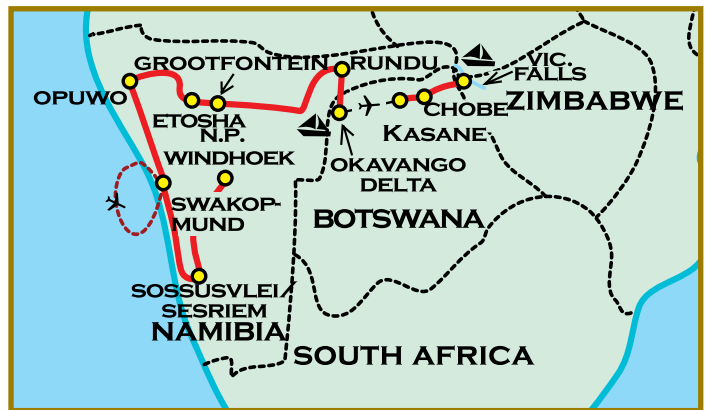 GROOTFONTEIN
RUNDU
VIC.
FALLS
OPUWO
ETOSHA
N.P.
CHOBE
ZIMBABWE
KASANE
WINDHOEK
OKAVANGO
DELTA
SWAKOP-
MUND
BOTSWANA
SOSSUSVLEI/
SESRIEM
NAMIBIA
SOUTH AFRICA